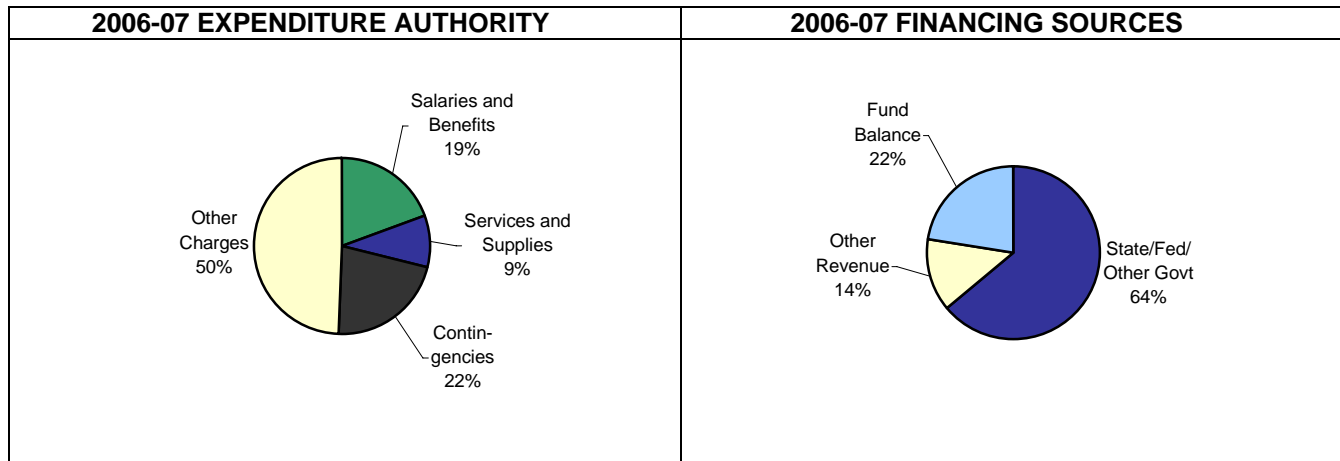 2006-07 EXPENDITURE AUTHORITY
2006-07 FINANCING SOURCES
Salaries and
Benefits
19%
Services and
Supplies
9%
Contin-
gencies
22%
Other
Charges
50%
Fund
Balance
22%
Other
Revenue
14%
State/Fed/
Other Govt
64%